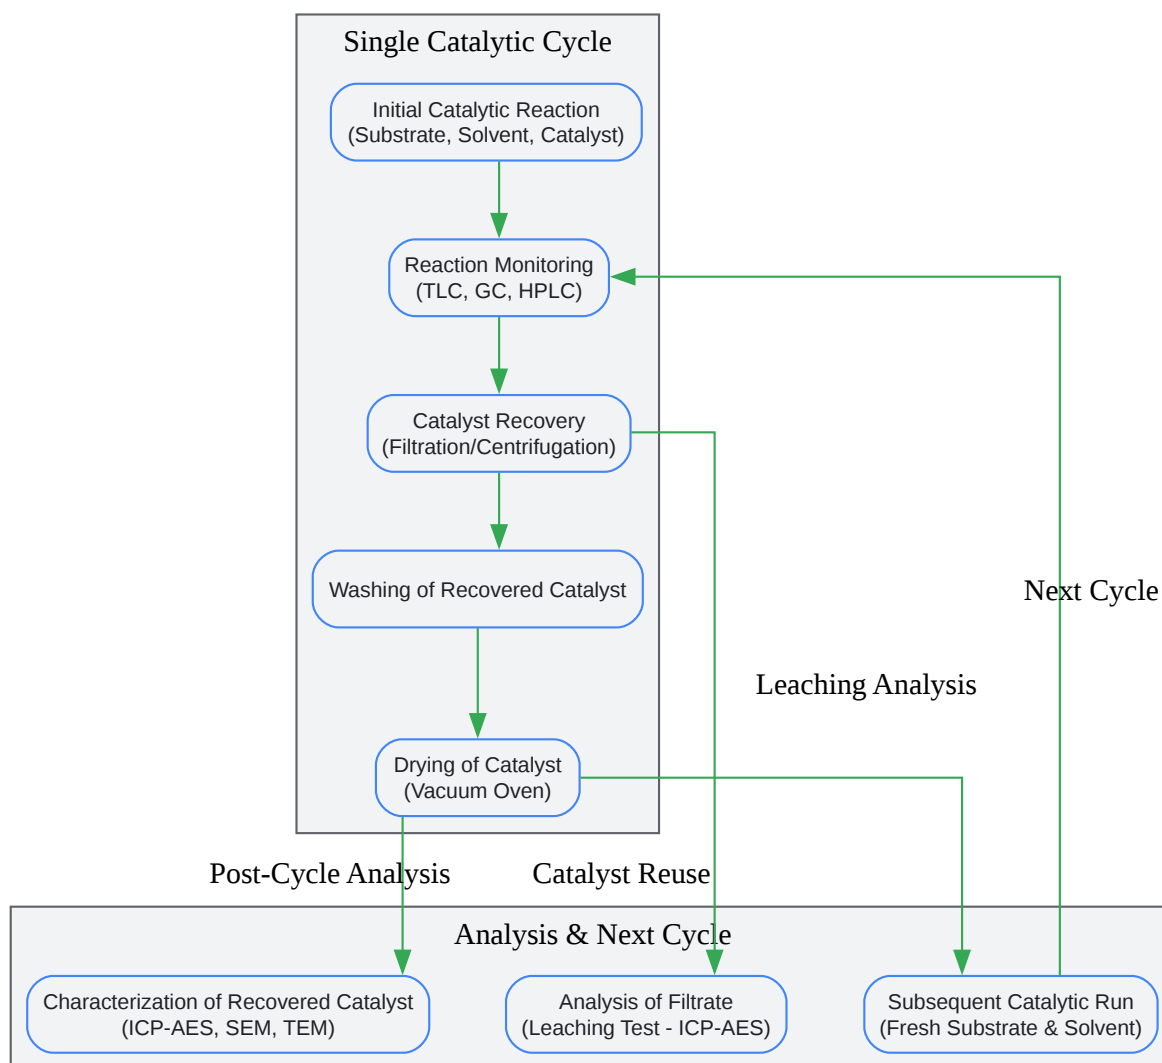 Single Catalytic Cycle
Initial Catalytic Reaction
(Substrate, Solvent, Catalyst)
Reaction Monitoring
(TLC, GC, HPLC)
Catalyst Recovery
(Filtration/Centrifugation)
Washing of Recovered Catalyst
Next Cycle
Leaching Analysis
Drying of Catalyst
(Vacuum Oven)
Post-Cycle Analysis
Catalyst Reuse
Analysis & Next Cycle
Characterization of Recovered Catalyst
(ICP-AES, SEM, TEM)
Analysis of Filtrate
(Leaching Test - ICP-AES)
Subsequent Catalytic Run
(Fresh Substrate & Solvent)